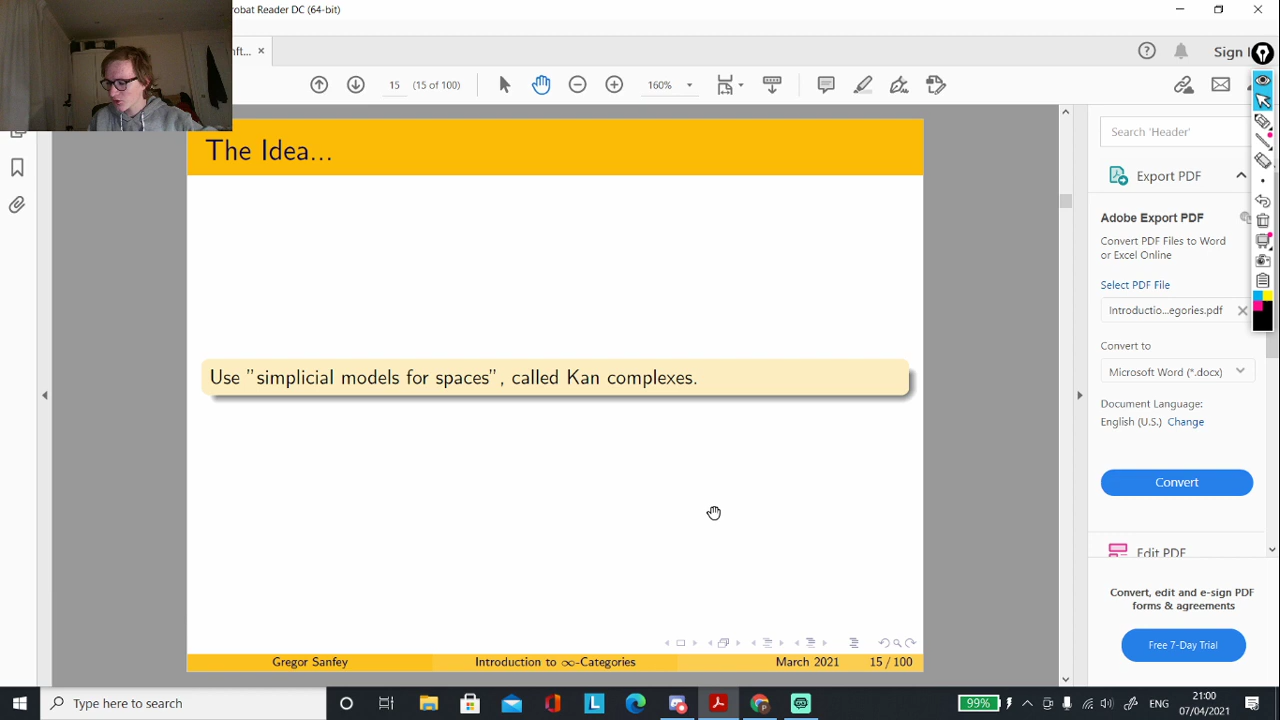 crobat Reader DC (64-bit)
nft...
Sign I
15 (15 of 100)
160%
Search 'Header'
The Idea...
Export PDF
Adobe Export PDF
Convert PDF Files to Word
or Excel Online
Select PDF File
Introductio...egories.pdf
Convert to
Use "simplicial models for spaces", called Kan complexes.
Microsoft Word (*.docx)
Document Language:
English (U.S.) Change
Convert
Edit PDF
Convert, edit and e-sign PDF
forms & agreements
Free 7-Day Trial
Gregor Sanfey Introduction to ∞-Categories March 2021 15 / 100
Type here to search
99%
ENG
21:00
07/04/2021